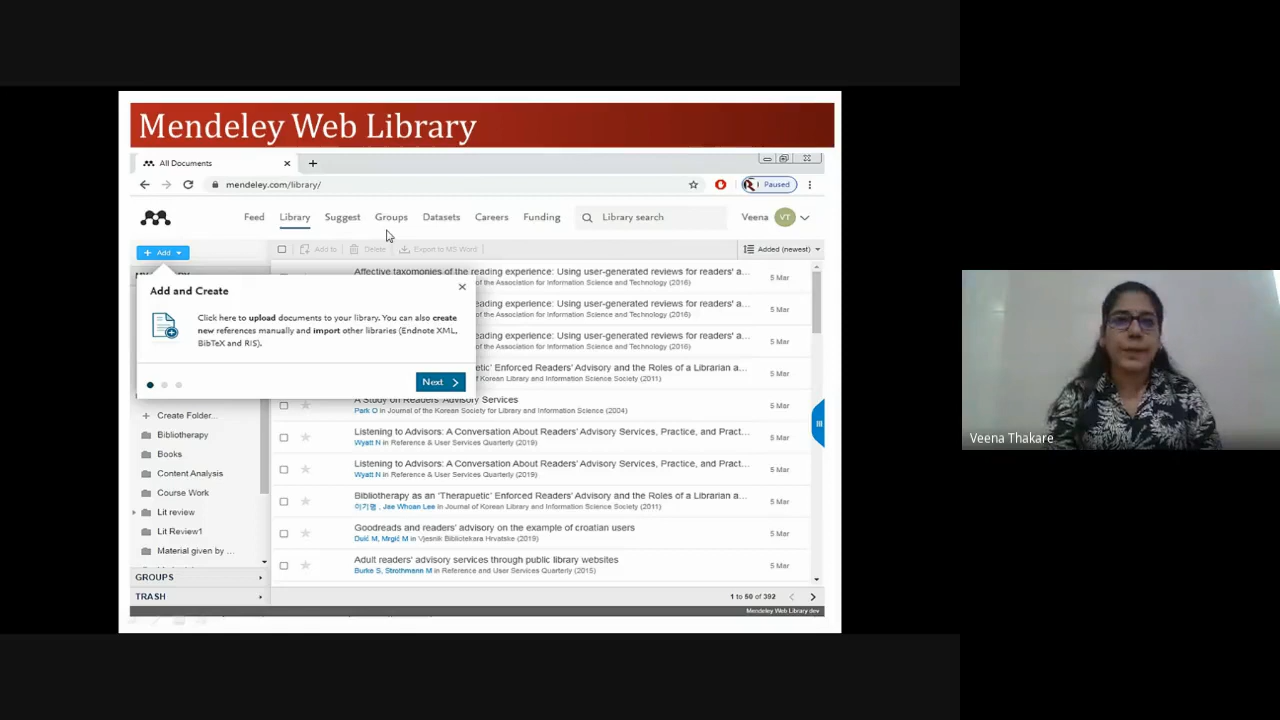 Mendeley Web Library
All Documents
mendeley.com/library/
Paused
Feed
Library
Suggest
Groups
Datasets
Careers
Funding
Library search
Veena
VT
Add
Add to
Delete
Export to MS Word
Added (newest)
Add and Create
Click here to upload documents to your library. You can also create
new references manually and import other libraries (Endnote XML,
BibTeX and RIS).
Next
Affective taxomonies of the reading experience: Using user-generated reviews for readers' a...
5 Mar
of the Association for Information Science and Technology (2016)
reading experience: Using user-generated reviews for readers' a...
5 Mar
of the Association for Information Science and Technology (2016)
reading experience: Using user-generated reviews for readers' a...
5 Mar
of the Association for Information Science and Technology (2016)
Enforced Readers' Advisory and the Roles of a Librarian a...
5 Mar
of Korean Library and Information Science Society (2011)
A Study on Readers' Advisory Services
5 Mar
Park O in Journal of the Korean Society for Library and Information Science (2004)
Listening to Advisors: A Conversation About Readers' Advisory Services, Practice, and Pract...
5 Mar
Wyatt N in Reference & User Services Quarterly (2019)
Listening to Advisors: A Conversation About Readers' Advisory Services, Practice, and Pract...
5 Mar
Wyatt N in Reference & User Services Quarterly (2019)
Bibliotherapy as an 'Therapuetic' Enforced Readers' Advisory and the Roles of a Librarian a...
5 Mar
이기명, Jae Whoan Lee in Journal of Korean Library and Information Science Society (2011)
Goodreads and readers' advisory on the example of croatian users
5 Mar
Duić M, Mrgić M in Vjesnik Bibliotekara Hrvatske (2019)
Adult readers' advisory services through public library websites
5 Mar
Burke S, Strothmann M in Reference and User Services Quarterly (2015)
Create Folder...
Bibliotherapy
Books
Content Analysis
Course Work
Lit review
Lit Review1
Material given by ...
GROUPS
TRASH
1 to 50 of 392
Mendeley Web Library dev
Veena Thakare